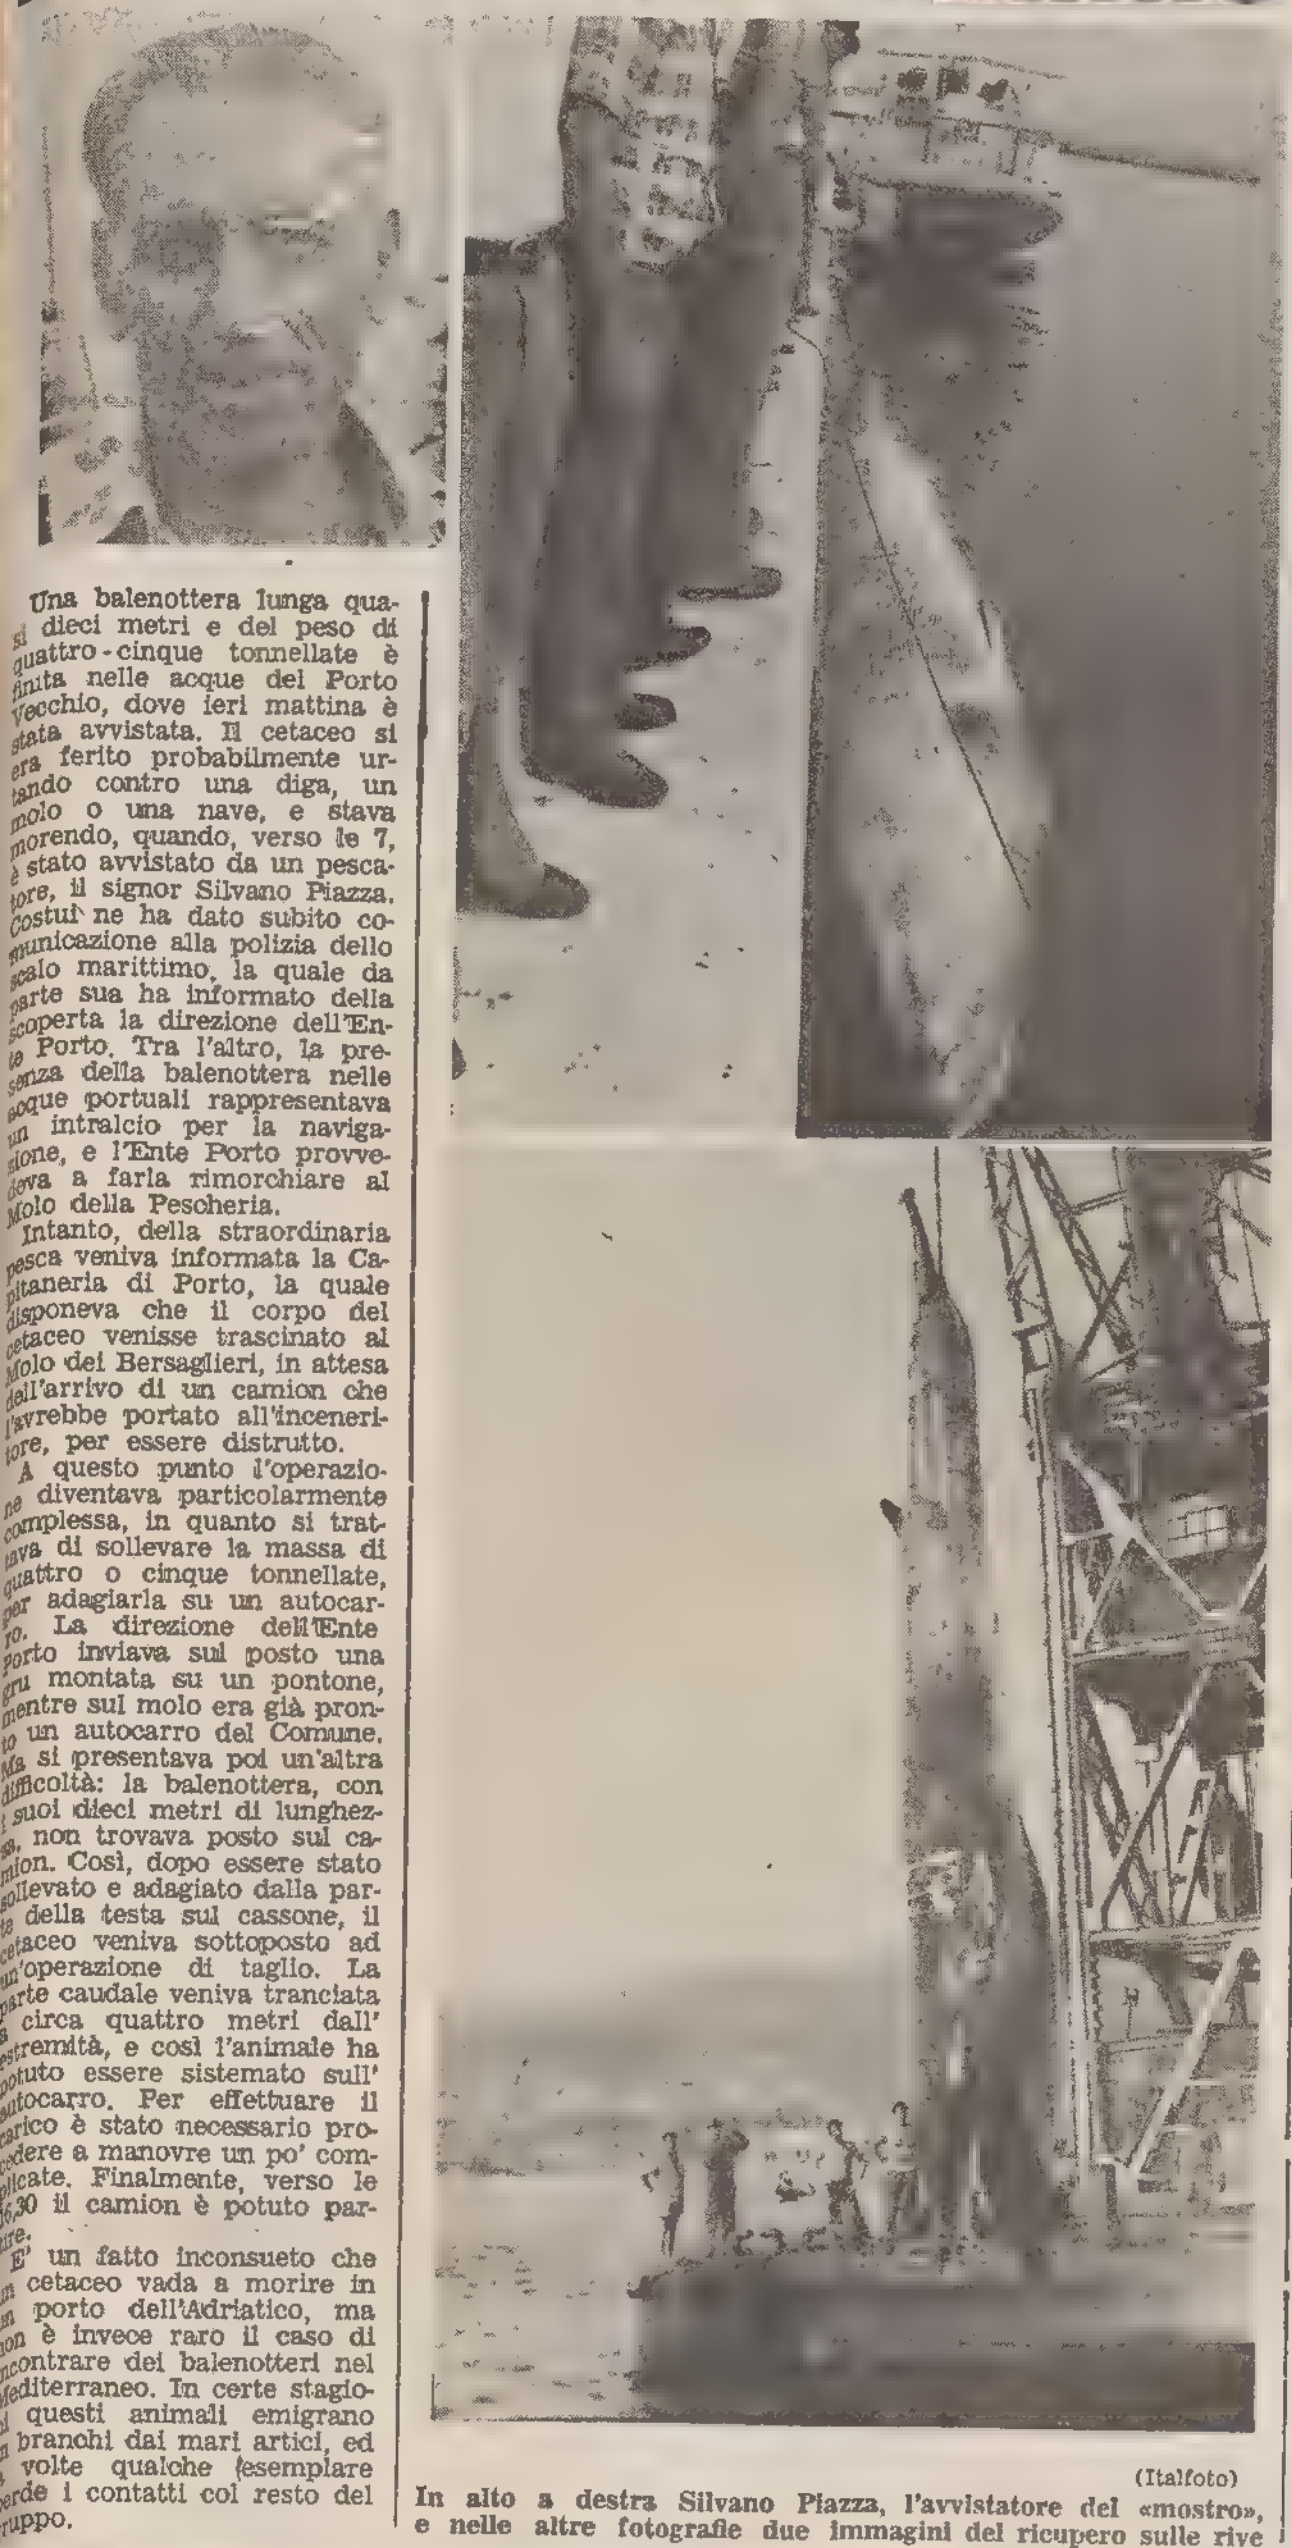 Una balenottera lunga qua-
si dieci metri e del peso di
quattro-cinque tonnellate è
finita nelle acque del Porto
Vecchio, dove ieri mattina è
stata avvistata. Il cetaceo si
era ferito probabilmente ur-
tando contro una diga, un
molo o una nave, e stava
morendo, quando, verso le 7,
è stato avvistato da un pesca-
tore, il signor Silvano Piazza.
Costui ne ha dato subito co-
municazione alla polizia dello
scalo marittimo, la quale da
parte sua ha informato della
scoperta la direzione dell'En-
te Porto. Tra l'altro, la pre-
senza della balenottera nelle
acque portuali rappresentava
un intralcio per la naviga-
zione, e l'Ente Porto provve-
deva a farla rimorchiare al
Molo della Pescheria.
Intanto, della straordinaria
pesca veniva informata la Ca-
pitaneria di Porto, la quale
disponeva che il corpo del
cetaceo venisse trascinato al
Molo dei Bersaglieri, in attesa
dell'arrivo di un camion che
l'avrebbe portato all'inceneri-
tore, per essere distrutto.
A questo punto l'operazio-
ne diventava particolarmente
complessa, in quanto si trat-
tava di sollevare la massa di
quattro o cinque tonnellate,
per adagiarla su un autocar-
ro. La direzione dell'Ente
Porto inviava sul posto una
gru montata su un pontone,
mentre sul molo era già pron-
to un autocarro del Comune.
Ma si presentava poi un'altra
difficoltà: la balenottera, con
i suoi dieci metri di lunghez-
za, non trovava posto sul ca-
mion. Così, dopo essere stato
sollevato e adagiato dalla par-
te della testa sul cassone, il
cetaceo veniva sottoposto ad
un'operazione di taglio. La
parte caudale veniva tranciata
a circa quattro metri dall'
estremità, e così l'animale ha
potuto essere sistemato sull'
autocarro. Per effettuare il
carico è stato necessario pro-
cedere a manovre un po' com-
plicate. Finalmente, verso le
16,30 il camion è potuto par-
tire.
E' un fatto inconsueto che
un cetaceo vada a morire in
un porto dell'Adriatico, ma
non è invece raro il caso di
incontrare dei balenotteri nel
Mediterraneo. In certe stagio-
ni questi animali emigrano
in branchi dai mari artici, ed
a volte qualche esemplare
perde i contatti col resto del
gruppo.
(Italfoto)
In alto a destra Silvano Piazza, l'avvistatore del «mostro»,
e nelle altre fotografie due immagini del ricupero sulle rive